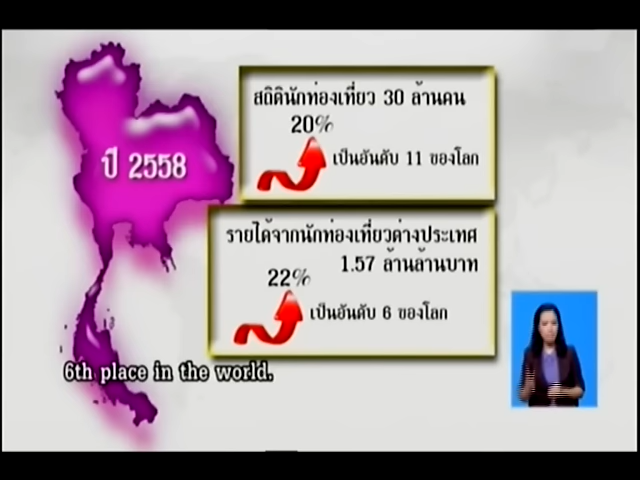 ปี 2558
สถิตินักท่องเที่ยว 30 ล้านคน
20%
เป็นอันดับ 11 ของโลก
รายได้จากนักท่องเที่ยวต่างประเทศ
1.57 ล้านล้านบาท
22%
เป็นอันดับ 6 ของโลก
6th place in the world.